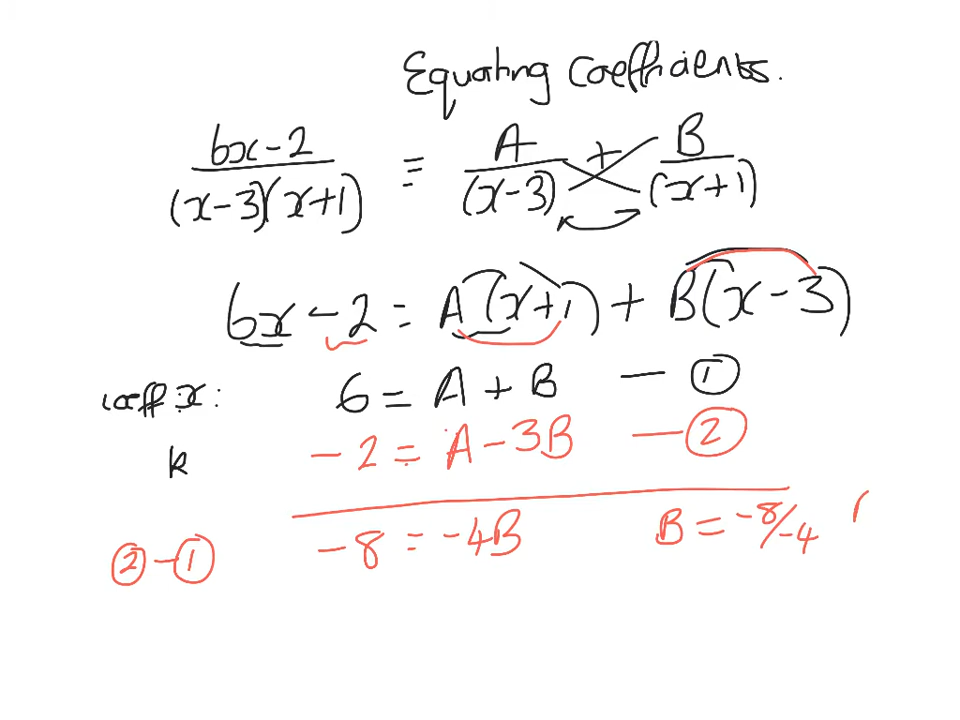 Equating Coefficients.
6x-2 / (x-3)(x+1) = A / (x-3) + B / (x+1)
6x - 2 = A(x+1) + B(x-3)
coeff x: 6 = A + B — ①
k -2 = A - 3B — ②
② - ① -8 = -4B B = -8/-4